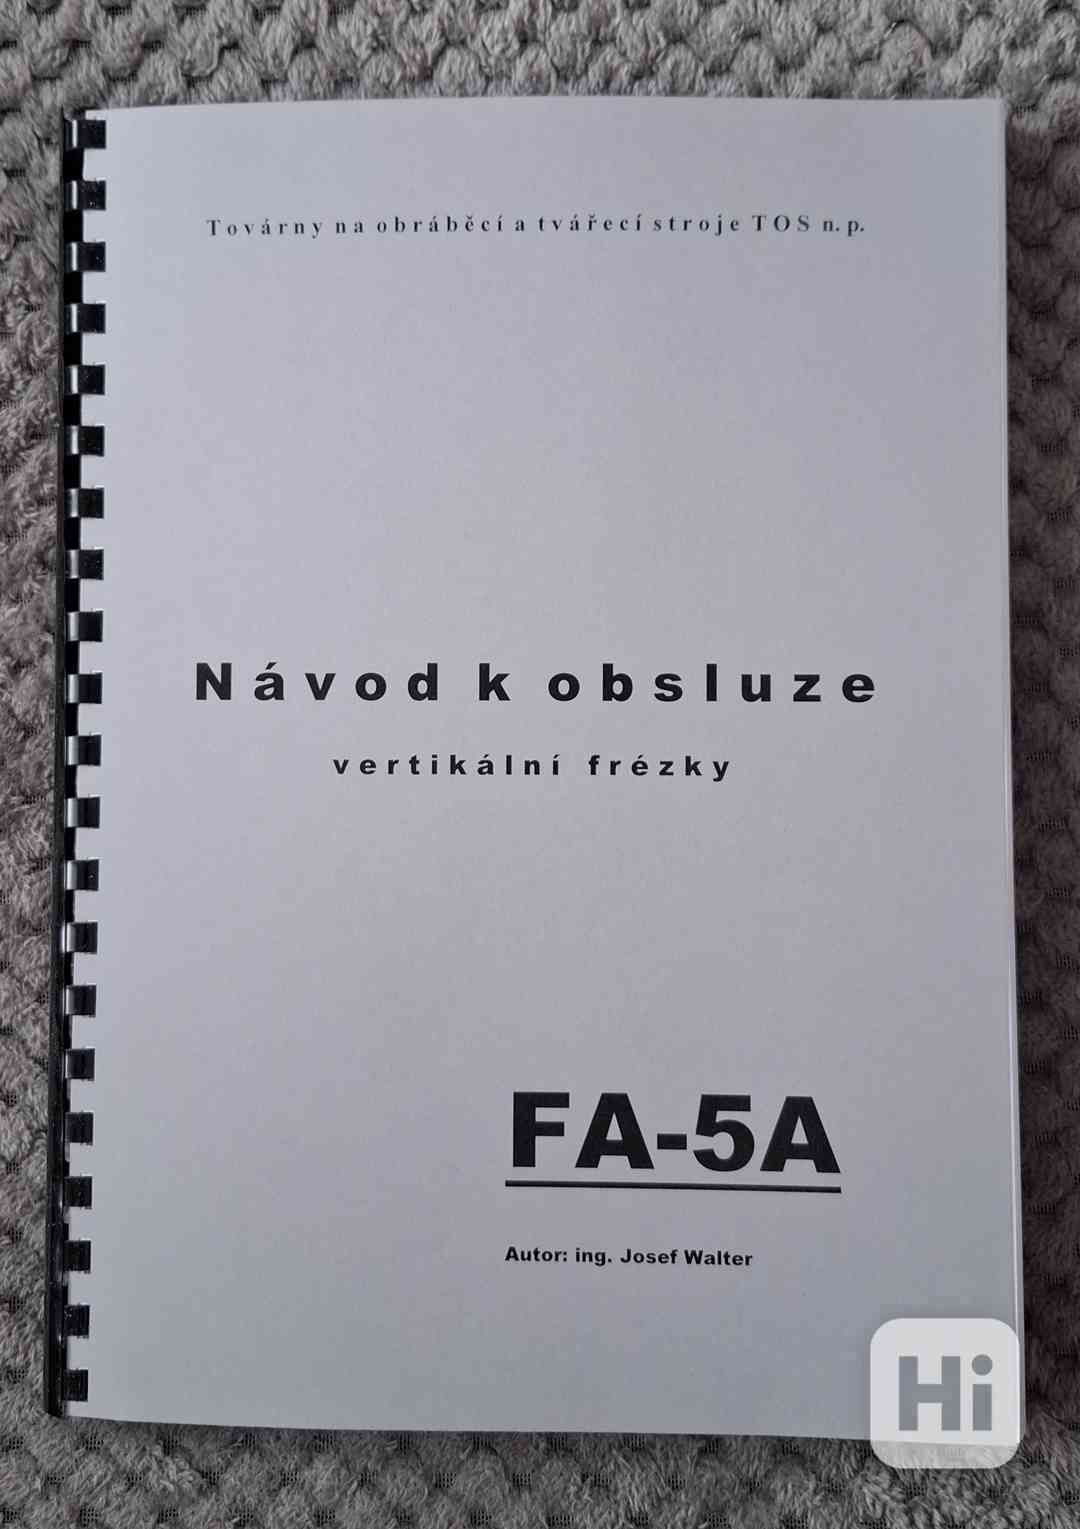 Továrny na obráběcí a tvářecí stroje TOS n. p.
Návod k obsluze
vertikální frézky
FA-5A
Autor: ing. Josef Walter
Hi